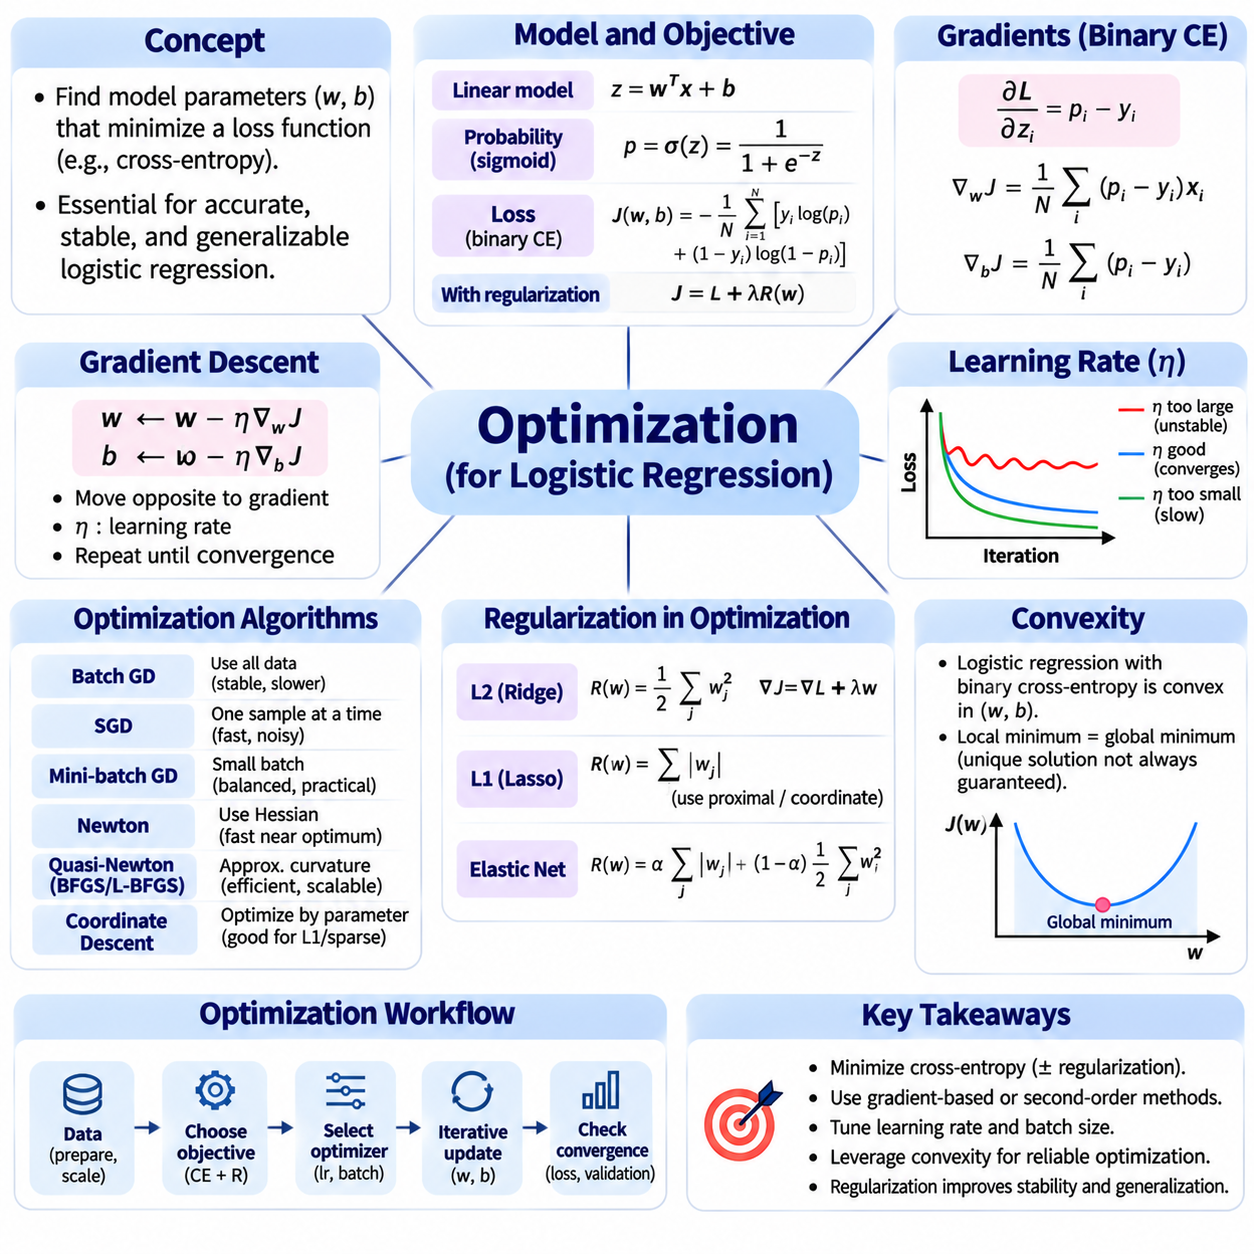 Concept
• Find model parameters (w, b)
that minimize a loss function
(e.g., cross-entropy).
• Essential for accurate,
stable, and generalizable
logistic regression.
Model and Objective
Linear model z = wᵀx + b
Probability
(sigmoid)
p = σ(z) = 1 / (1 + e⁻ᶻ)
Loss
(binary CE)
J(w, b) = − 1/N ∑ᵢ₌₁ᴺ [yᵢ log(pᵢ)
+ (1 − yᵢ) log(1 − pᵢ)]
With regularization J = L + λR(w)
Gradients (Binary CE)
∂L/∂zᵢ = pᵢ − yᵢ
∇_w J = 1/N ∑ᵢ (pᵢ − yᵢ)xᵢ
∇_b J = 1/N ∑ᵢ (pᵢ − yᵢ)
Gradient Descent
w ← w − η∇_w J
b ← ω − η∇_b J
• Move opposite to gradient
• η : learning rate
• Repeat until convergence
Optimization
(for Logistic Regression)
Learning Rate (η)
Loss
Iteration
η too large
(unstable)
η good
(converges)
η too small
(slow)
Optimization Algorithms
Batch GD
Use all data
(stable, slower)
SGD
One sample at a time
(fast, noisy)
Mini-batch GD
Small batch
(balanced, practical)
Newton
Use Hessian
(fast near optimum)
Quasi-Newton
(BFGS/L-BFGS)
Approx. curvature
(efficient, scalable)
Coordinate
Descent
Optimize by parameter
(good for L1/sparse)
Regularization in Optimization
L2 (Ridge) R(w) = 1/2 ∑ⱼ wⱼ² ∇J=∇L + λw
L1 (Lasso) R(w) = ∑ |wⱼ|
(use proximal / coordinate)
Elastic Net R(w) = α ∑ⱼ |wⱼ| + (1−α) 1/2 ∑ⱼ wᵢ²
Convexity
• Logistic regression with
binary cross-entropy is convex
in (w, b).
• Local minimum = global minimum
(unique solution not always
guaranteed).
J(w)
Global minimum
w
Optimization Workflow
Data
(prepare,
scale)
Choose
objective
(CE + R)
Select
optimizer
(lr, batch)
Iterative
update
(w, b)
Check
convergence
(loss, validation)
Key Takeaways
• Minimize cross-entropy (± regularization).
• Use gradient-based or second-order methods.
• Tune learning rate and batch size.
• Leverage convexity for reliable optimization.
• Regularization improves stability and generalization.